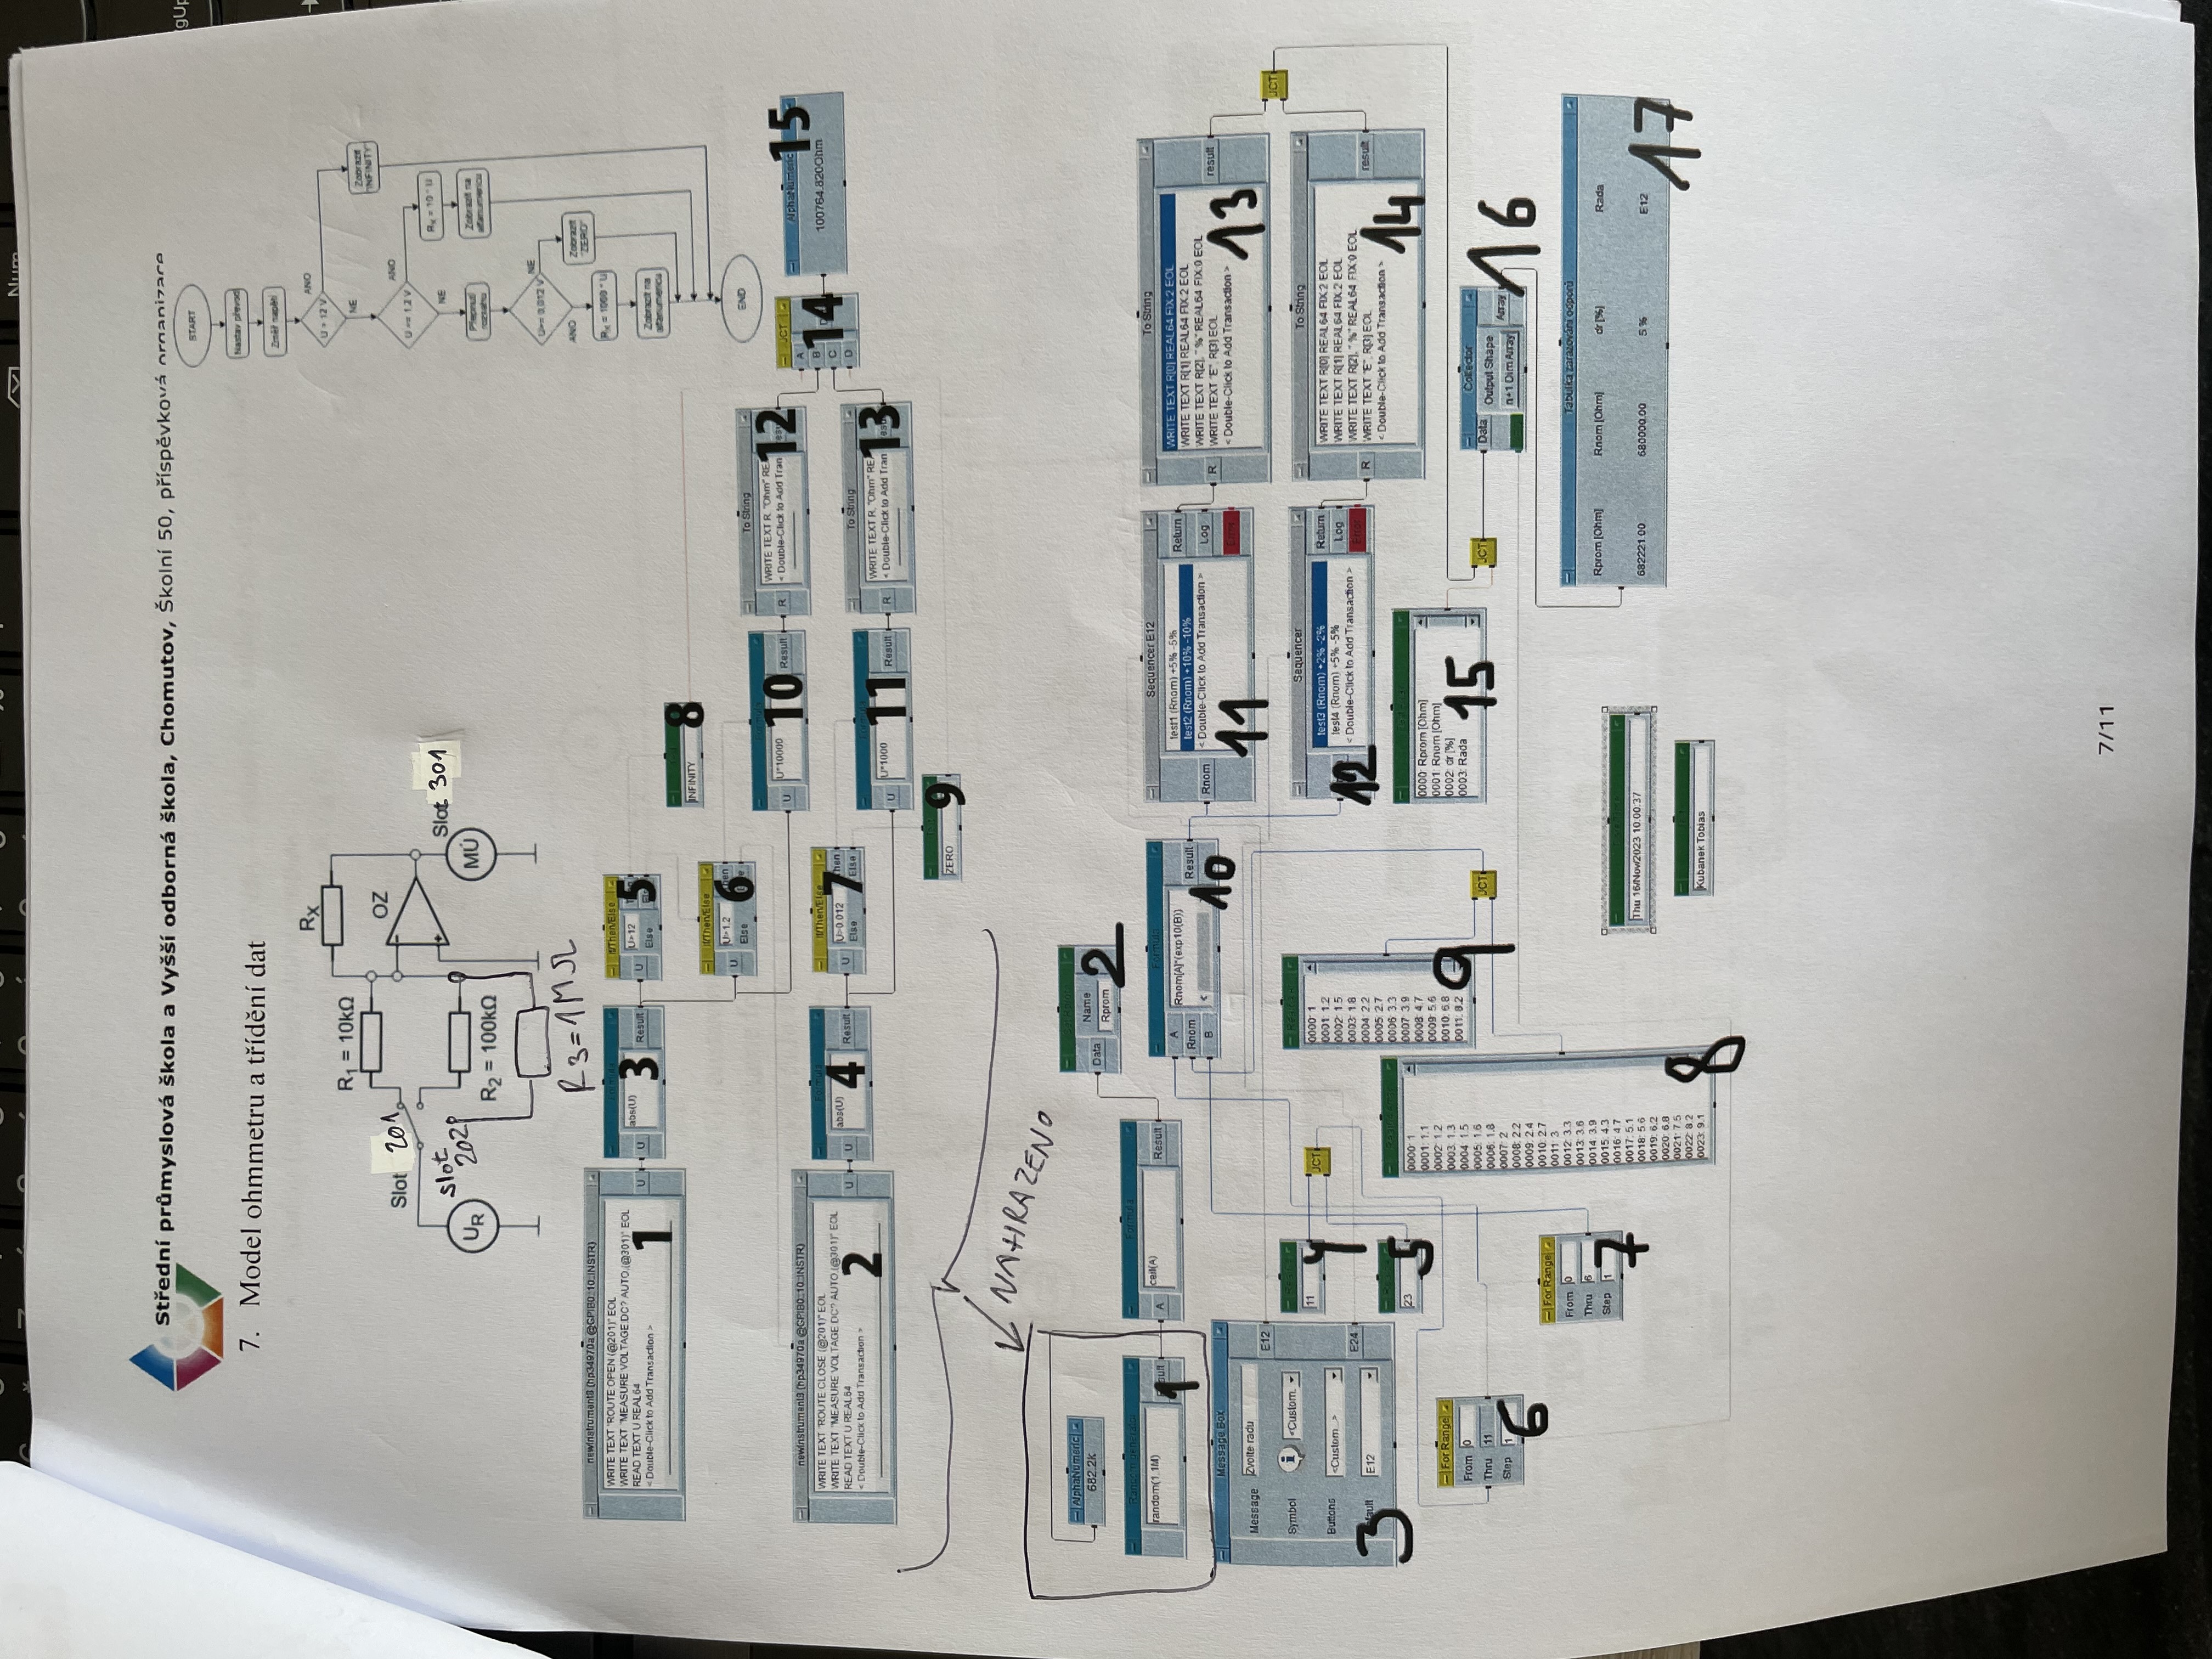 Num
gUp
Střední průmyslová škola a Vyšší odborná škola, Chomutov, Školní 50, příspěvková organizace
7. Model ohmmetru a třídění dat
START
Nastav převod
Změř napětí
U > 12 V
ANO
NE
Zobrazit
"INFINITY"
ANO
NE
Rx = 10 * U
Zobrazit na
alfanumericu
Přepnutí
rozsahu
NE
ANO
Zobrazit
"ZERO"
Rx = 1000 * U
Zobrazit na
alfanumericu
END
RX
R1 = 10kΩ
OZ
Slot 201
slot
202
Slot 301
UR
MÚ
R2 = 100kΩ
R3=1MΩ
newInstrument8 (hp34970a @GPIB0::10::INSTR)
WRITE TEXT "ROUTE OPEN (@201)" EOL
WRITE TEXT "MEASURE VOLTAGE:DC? AUTO,(@301)" EOL
READ TEXT U REAL64
< Double-Click to Add Transaction >
U
1
Formula
U
abs(U)
Result
3
If/Then/Else
U
U>12
Else
5
If/Then/Else
U
U>1.2
Else
6
INFINITY
8
Formula
U
U*10000
Result
10
To String
R
WRITE TEXT R, "Ohm" RE
< Double-Click to Add Tran
12
JCT
A
B
C
D
14
AlphaNumeric
100764.820Ohm
15
newInstrument8 (hp34970a @GPIB0::10::INSTR)
WRITE TEXT "ROUTE CLOSE (@201)" EOL
WRITE TEXT "MEASURE VOLTAGE:DC? AUTO,(@301)" EOL
READ TEXT U REAL64
< Double-Click to Add Transaction >
U
2
Formula
U
abs(U)
Result
4
If/Then/Else
U
U>0.012
Then
Else
Else
7
Formula
U
U*1000
Result
11
To String
R
WRITE TEXT R, "Ohm" RE
< Double-Click to Add Tran
13
ZERO
9
NAHRAZENO
AlphaNumeric
682.2k
random(1,1M)
1
Formula
A
ceil(A)
Result
Data
Name
Rprom
2
Message Box
Message
Zvolte radu
Symbol
<Custom.
Buttons
<Custom...>
E12
E12
E24
3
11
4
23
5
JCT
For Range
From 0
Thru 11
Step 1
6
For Range
From 0
Thru 6
Step 1
7
0000: 1
0001: 1.1
0002: 1.2
0003: 1.3
0004: 1.5
0005: 1.6
0006: 1.8
0007: 2
0008: 2.2
0009: 2.4
0010: 2.7
0011: 3
0012: 3.3
0013: 3.6
0014: 3.9
0015: 4.3
0016: 4.7
0017: 5.1
0018: 5.6
0019: 6.2
0020: 6.8
0021: 7.5
0022: 8.2
0023: 9.1
8
0000: 1
0001: 1.2
0002: 1.5
0003: 1.8
0004: 2.2
0005: 2.7
0006: 3.3
0007: 3.9
0008: 4.7
0009: 5.6
0010: 6.8
0011: 8.2
9
JCT
Formula
A
Rnom
B
Rnom[A]*(exp10(B))
Result
10
Sequencer E12
Rnom
test1 (Rnom) +5% -5%
test2 (Rnom) +10% -10%
< Double-Click to Add Transaction >
Return
Log
Error
11
Sequencer
test3 (Rnom) +2% -2%
test4 (Rnom) +5% -5%
< Double-Click to Add Transaction >
Return
Log
Error
12
To String
R
WRITE TEXT R[0] REAL64 FIX:2 EOL
WRITE TEXT R[1] REAL64 FIX:2 EOL
WRITE TEXT R[2], " %" REAL64 FIX:0 EOL
WRITE TEXT "E", R[3] EOL
< Double-Click to Add Transaction >
result
13
To String
R
WRITE TEXT R[0] REAL64 FIX:2 EOL
WRITE TEXT R[1] REAL64 FIX:2 EOL
WRITE TEXT R[2], " %" REAL64 FIX:0 EOL
WRITE TEXT "E", R[3] EOL
< Double-Click to Add Transaction >
result
14
JCT
0000: Rprom [Ohm]
0001: Rnom [Ohm]
0002: dr [%]
0003: Rada
15
JCT
Collector
Data
Output Shape
n+1 Dim Array
Array
16
Tabulka zarazování odporů
Rprom [Ohm] Rnom [Ohm] dr [%] Rada
682221.00 680000.00 5 % E12
17
Thu 16/Nov/2023 10:00:37
Kubanek Tobias
7/11